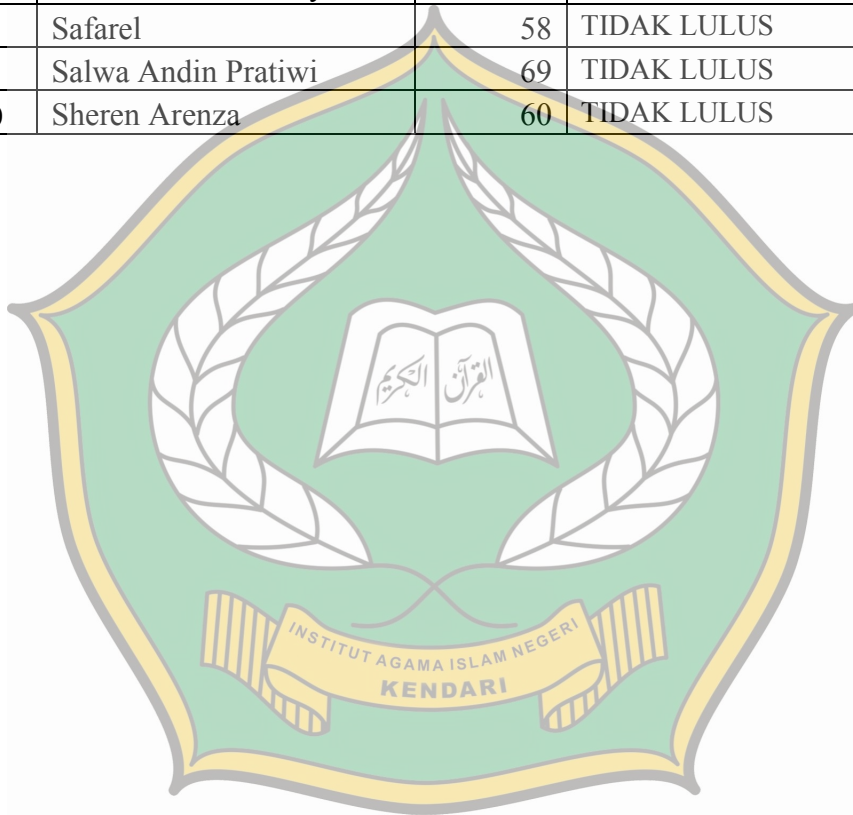 Safarel 58 TIDAK LULUS
Salwa Andin Pratiwi 69 TIDAK LULUS
Sheren Arenza 60 TIDAK LULUS
القرآن الكريم
INSTITUT AGAMA ISLAM NEGERI
KENDARI